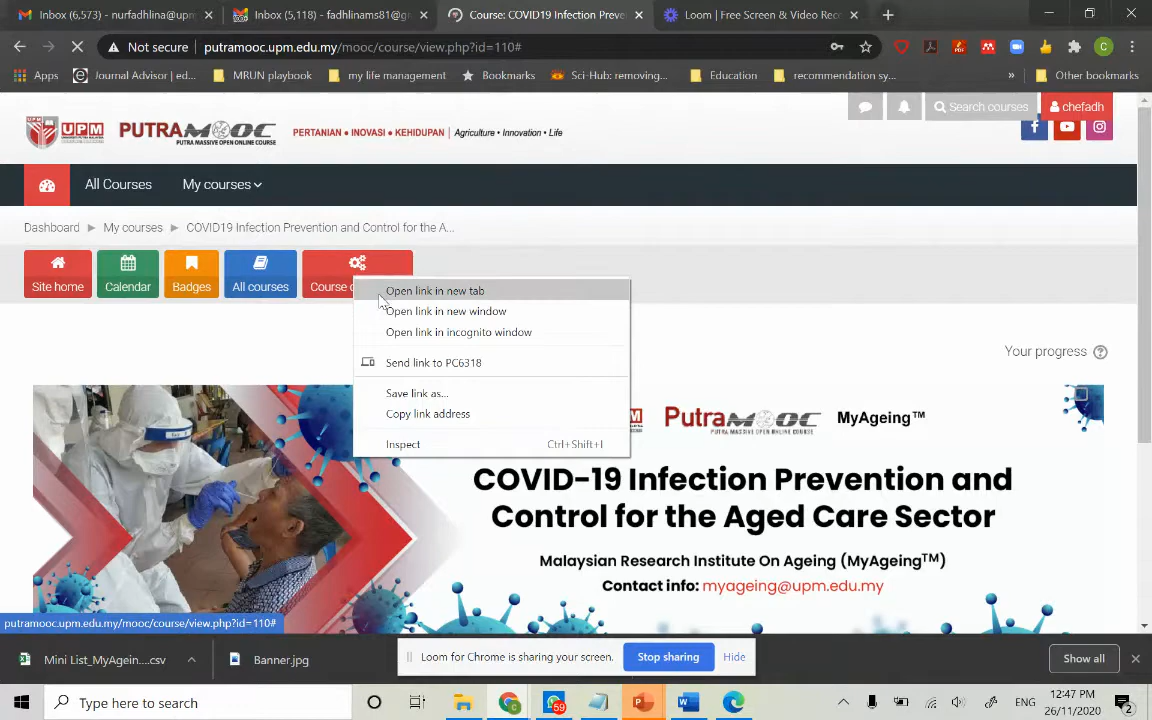 Inbox (6,573) - nurfadhlina@upm
Inbox (5,118) - fadhlinams81@g
Course: COVID19 Infection Preve
Loom | Free Screen & Video Rec
Not secure
putramooc.upm.edu.my/mooc/course/view.php?id=110#
C
Apps
Journal Advisor | ed...
MRUN playbook
my life management
Bookmarks
Sci-Hub: removing...
Education
recommendation sy...
»
Other bookmarks
UPM
PUTRAMOOC
PUTRA MASSIVE OPEN ONLINE COURSE
PERTANIAN • INOVASI • KEHIDUPAN | Agriculture • Innovation • Life
Search courses
chefadh
All Courses
My courses
Dashboard ► My courses ► COVID19 Infection Prevention and Control for the A...
Site home
Calendar
Badges
All courses
Course
Open link in new tab
Open link in new window
Open link in incognito window
Send link to PC6318
Save link as...
Copy link address
Inspect
Ctrl+Shift+I
Your progress
PutraMOOC
PUTRA MASSIVE OPEN ONLINE COURSE
MyAgeing™
COVID-19 Infection Prevention and
Control for the Aged Care Sector
Malaysian Research Institute On Ageing (MyAgeing™)
Contact info: myageing@upm.edu.my
putramooc.upm.edu.my/mooc/course/view.php?id=110#
Mini List_MyAgein....csv
Banner.jpg
Loom for Chrome is sharing your screen.
Stop sharing
Hide
Show all
Type here to search
59
ENG
12:47 PM
26/11/2020
2